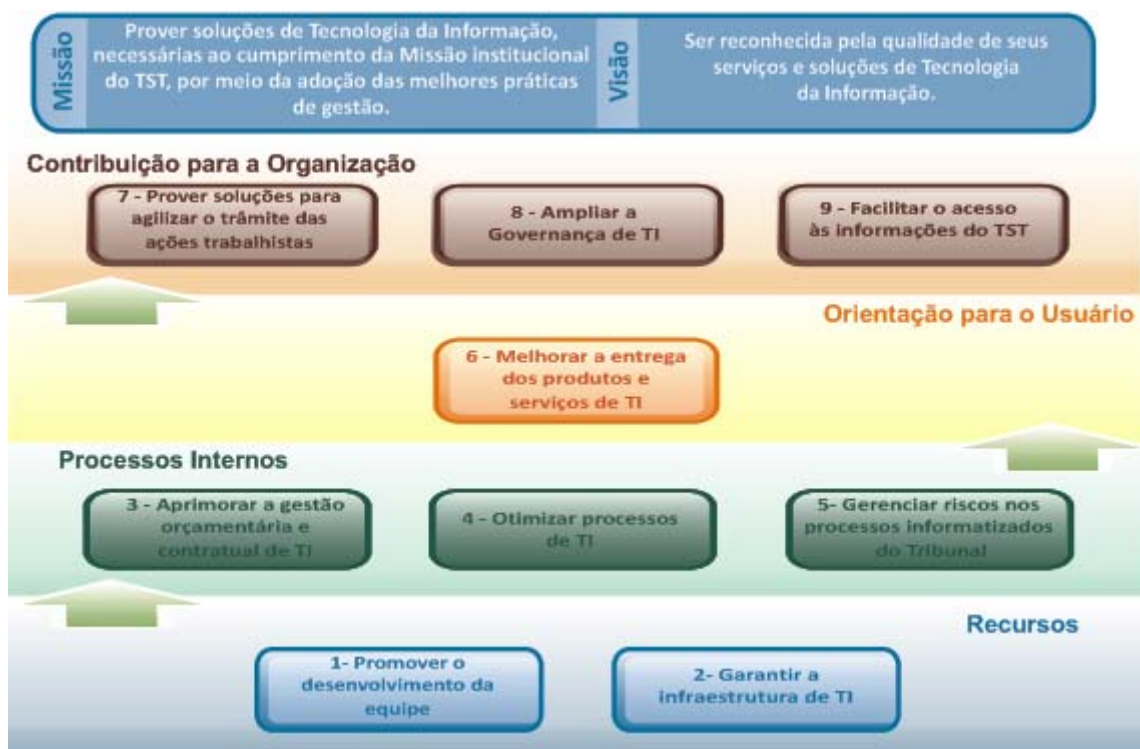 Missão
Prover soluções de Tecnologia da Informação,
necessárias ao cumprimento da Missão institucional
do TST, por meio da adoção das melhores práticas
de gestão.
Visão
Ser reconhecida pela qualidade de seus
serviços e soluções de Tecnologia
da Informação.
Contribuição para a Organização
7 - Prover soluções para
agilizar o trâmite das
ações trabalhistas
8 - Ampliar a
Governança de TI
9 - Facilitar o acesso
às informações do TST
Orientação para o Usuário
6 - Melhorar a entrega
dos produtos e
serviços de TI
Processos Internos
3 - Aprimorar a gestão
orçamentária e
contratual de TI
4 - Otimizar processos
de TI
5- Gerenciar riscos nos
processos informatizados
do Tribunal
Recursos
1- Promover o
desenvolvimento da
equipe
2- Garantir a
infraestrutura de TI